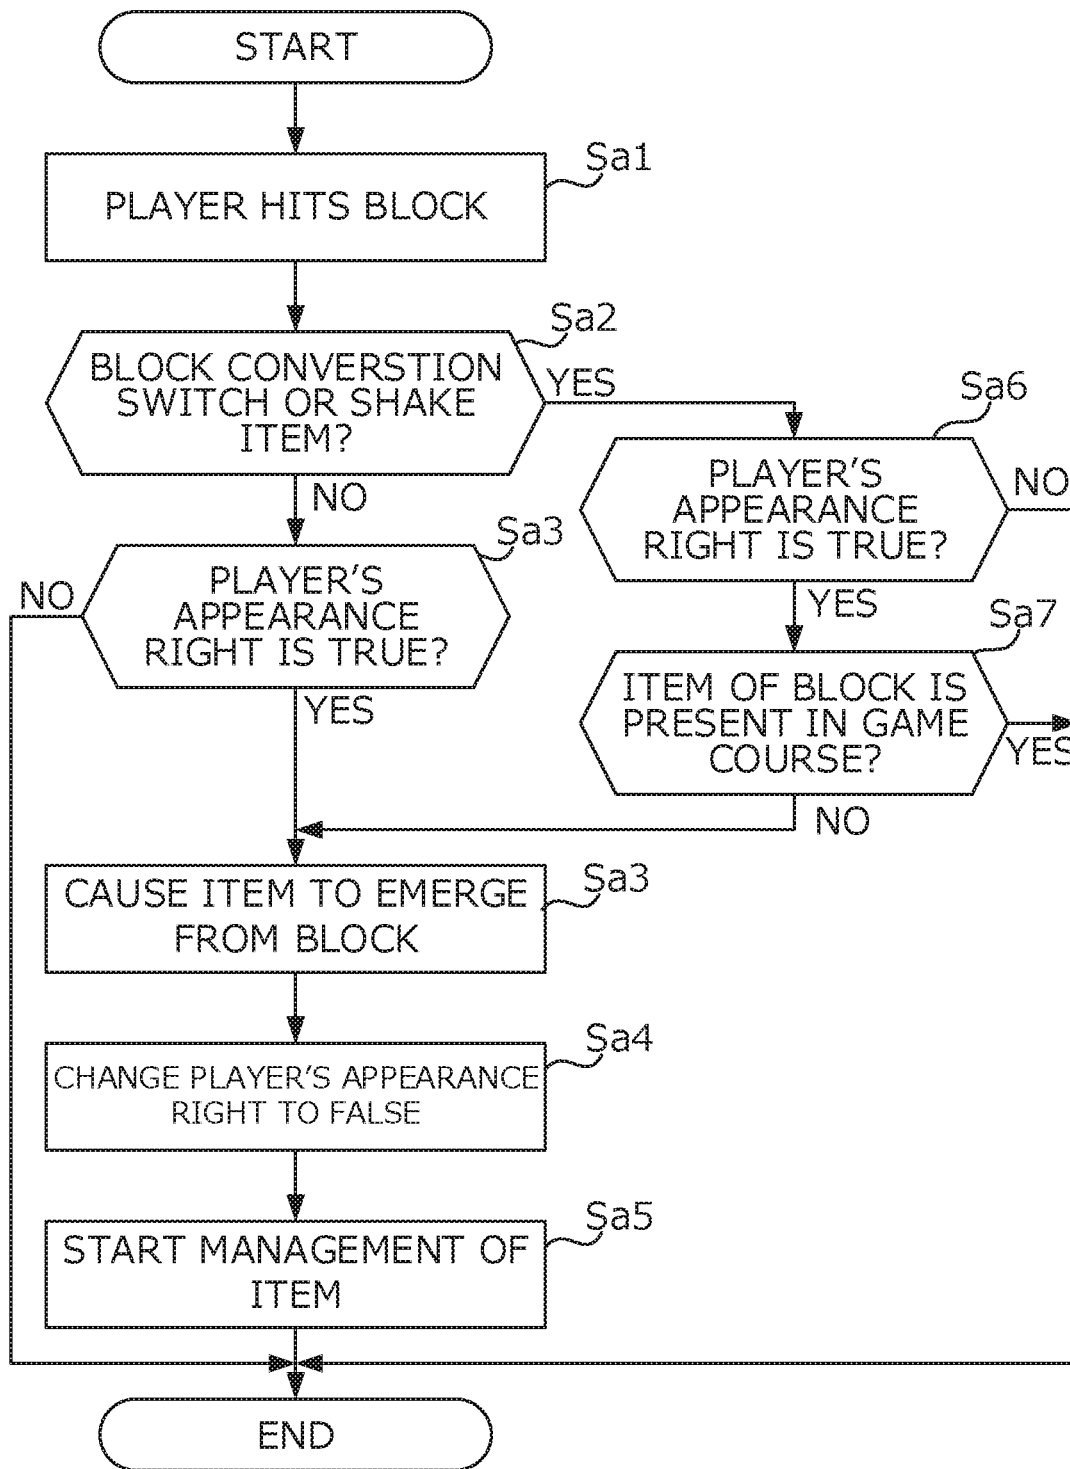 START
Sa1
PLAYER HITS BLOCK
Sa2
BLOCK CONVERSTION
SWITCH OR SHAKE
ITEM?
YES
NO
Sa6
PLAYER'S
APPEARANCE
RIGHT IS TRUE?
NO
YES
Sa3
PLAYER'S
APPEARANCE
RIGHT IS TRUE?
NO
YES
Sa7
ITEM OF BLOCK IS
PRESENT IN GAME
COURSE?
YES
NO
Sa3
CAUSE ITEM TO EMERGE
FROM BLOCK
Sa4
CHANGE PLAYER'S APPEARANCE
RIGHT TO FALSE
Sa5
START MANAGEMENT OF
ITEM
END